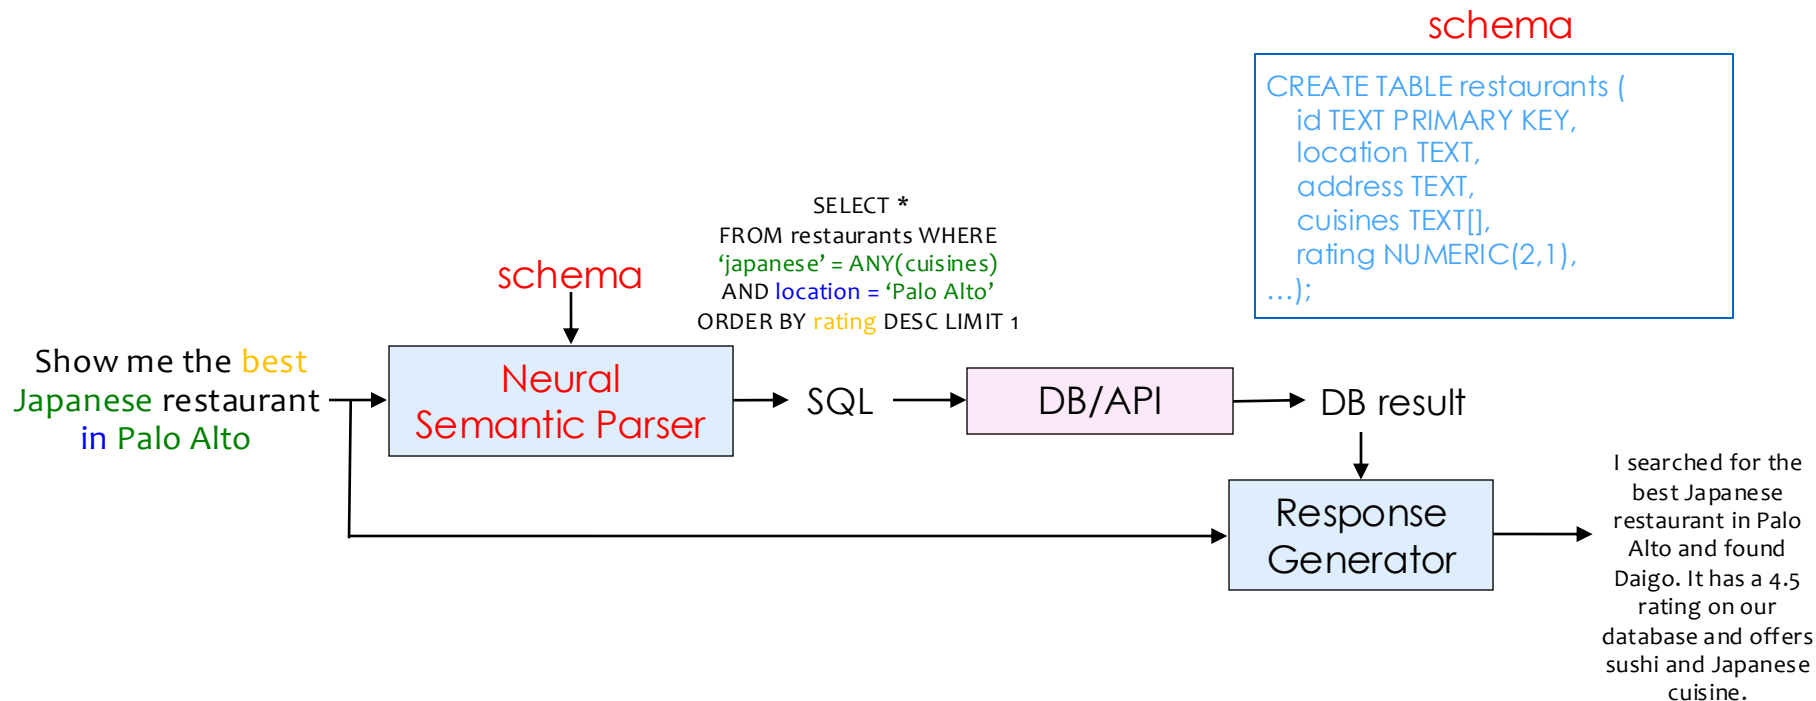 schema
CREATE TABLE restaurants (
id TEXT PRIMARY KEY,
location TEXT,
address TEXT,
cuisines TEXT[],
rating NUMERIC(2,1),
...);
SELECT *
FROM restaurants WHERE
‘japanese’ = ANY(cuisines)
AND location = ‘Palo Alto’
ORDER BY rating DESC LIMIT 1
schema
Show me the best
Japanese restaurant
in Palo Alto
Neural
Semantic Parser
SQL
DB/API
DB result
Response
Generator
I searched for the
best Japanese
restaurant in Palo
Alto and found
Daigo. It has a 4.5
rating on our
database and offers
sushi and Japanese
cuisine.